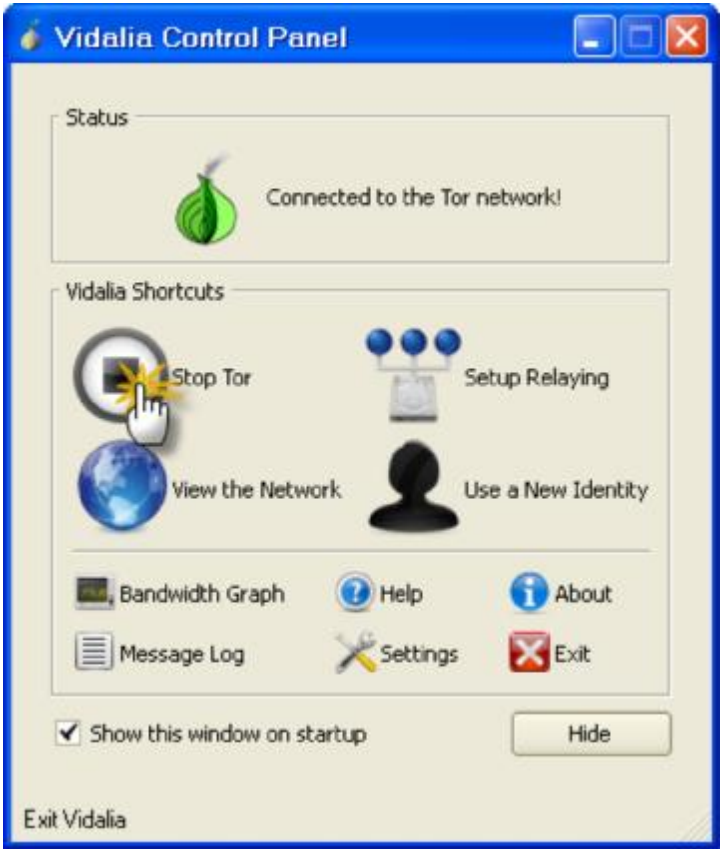 Vidalia Control Panel
Status
Connected to the Tor network!
Vidalia Shortcuts
Stop Tor
Setup Relaying
View the Network
Use a New Identity
Bandwidth Graph
Help
About
Message Log
Settings
Exit
Show this window on startup
Hide
Exit Vidalia